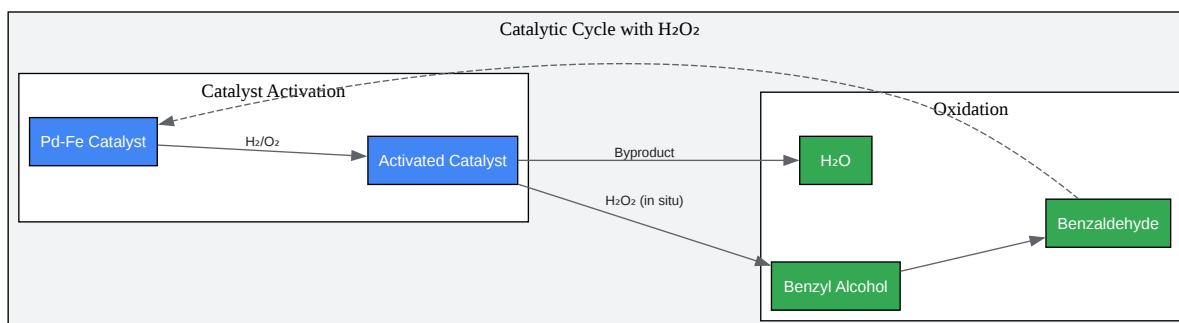 Catalytic Cycle with H₂O₂
Catalyst Activation
Oxidation
Pd-Fe Catalyst
H₂/O₂
Activated Catalyst
Byproduct
H₂O
H₂O₂ (in situ)
Benzaldehyde
Benzyl Alcohol